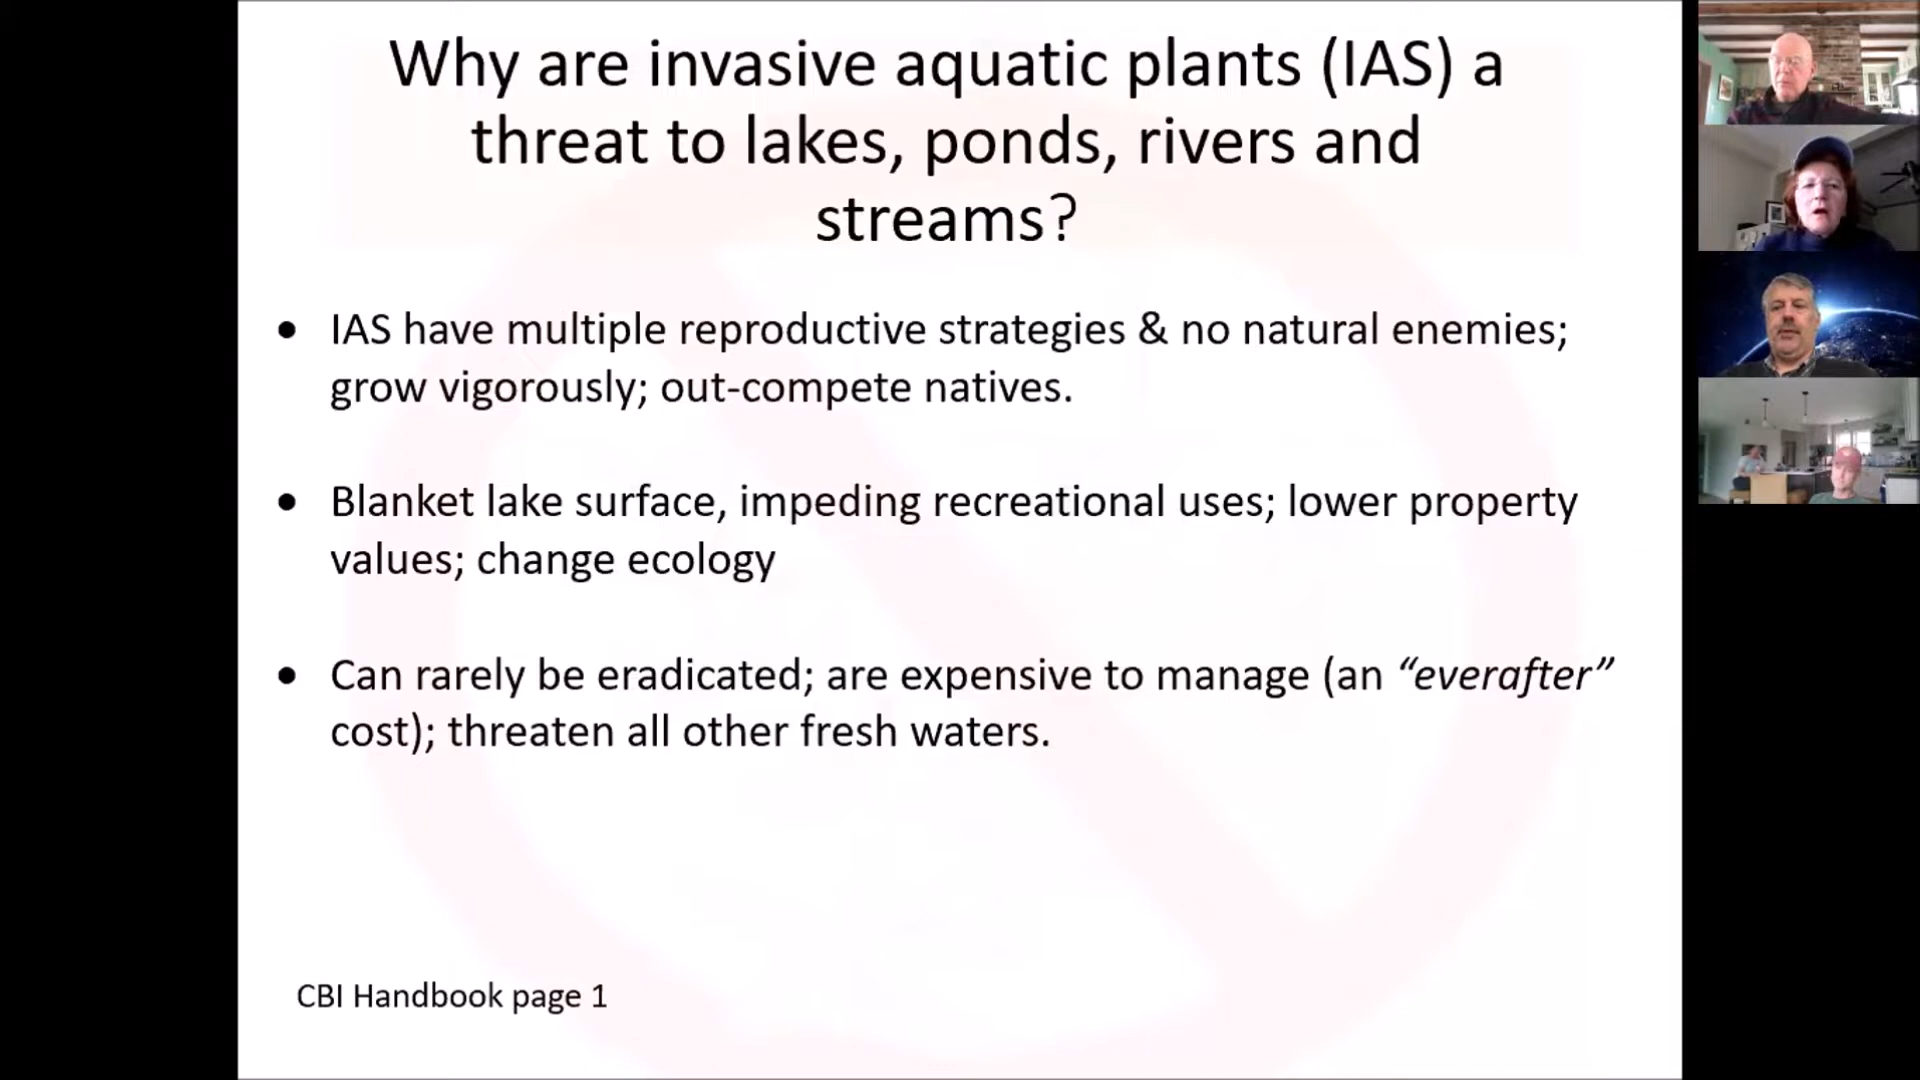 Why are invasive aquatic plants (IAS) a
threat to lakes, ponds, rivers and
streams?
● IAS have multiple reproductive strategies & no natural enemies;
grow vigorously; out-compete natives.
● Blanket lake surface, impeding recreational uses; lower property
values; change ecology
● Can rarely be eradicated; are expensive to manage (an “everafter”
cost); threaten all other fresh waters.
CBI Handbook page 1